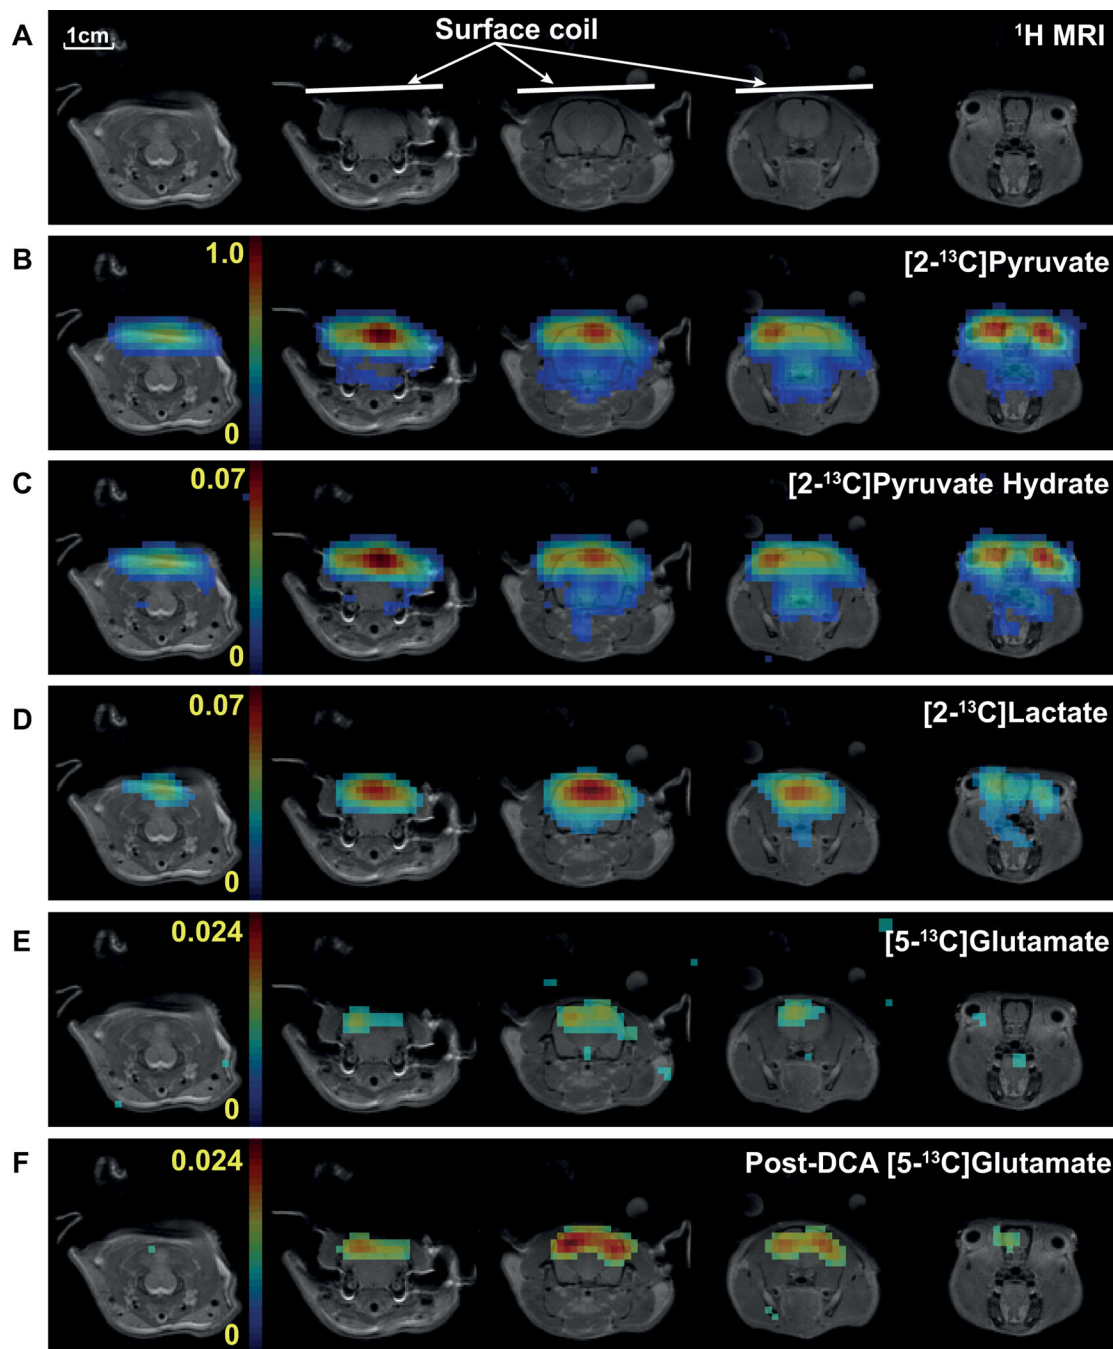 A
1cm
Surface coil
¹H MRI
B
1.0
[2-¹³C]Pyruvate
0
C
0.07
[2-¹³C]Pyruvate Hydrate
0
D
0.07
[2-¹³C]Lactate
0
E
0.024
[5-¹³C]Glutamate
0
F
0.024
Post-DCA [5-¹³C]Glutamate
0